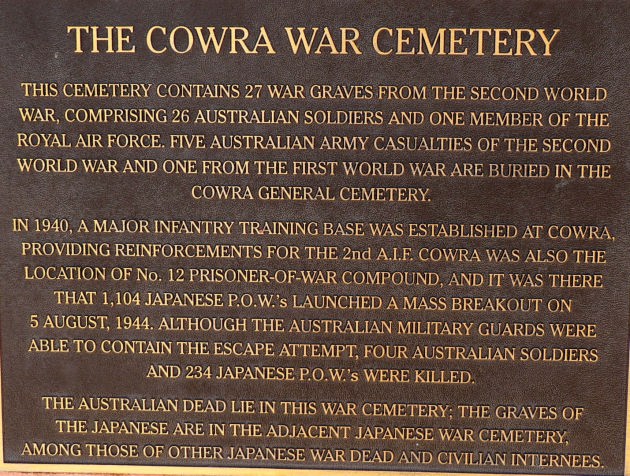 THE COWRA WAR CEMETERY
THIS CEMETERY CONTAINS 27 WAR GRAVES FROM THE SECOND WORLD
WAR, COMPRISING 26 AUSTRALIAN SOLDIERS AND ONE MEMBER OF THE
ROYAL AIR FORCE. FIVE AUSTRALIAN ARMY CASUALTIES OF THE SECOND
WORLD WAR AND ONE FROM THE FIRST WORLD WAR ARE BURIED IN THE
COWRA GENERAL CEMETERY.
IN 1940, A MAJOR INFANTRY TRAINING BASE WAS ESTABLISHED AT COWRA,
PROVIDING REINFORCEMENTS FOR THE 2nd A.I.F. COWRA WAS ALSO THE
LOCATION OF No. 12 PRISONER-OF-WAR COMPOUND, AND IT WAS THERE
THAT 1,104 JAPANESE P.O.W.'s LAUNCHED A MASS BREAKOUT ON
5 AUGUST, 1944. ALTHOUGH THE AUSTRALIAN MILITARY GUARDS WERE
ABLE TO CONTAIN THE ESCAPE ATTEMPT, FOUR AUSTRALIAN SOLDIERS
AND 234 JAPANESE P.O.W.'s WERE KILLED.
THE AUSTRALIAN DEAD LIE IN THIS WAR CEMETERY; THE GRAVES OF
THE JAPANESE ARE IN THE ADJACENT JAPANESE WAR CEMETERY,
AMONG THOSE OF OTHER JAPANESE WAR DEAD AND CIVILIAN INTERNEES.